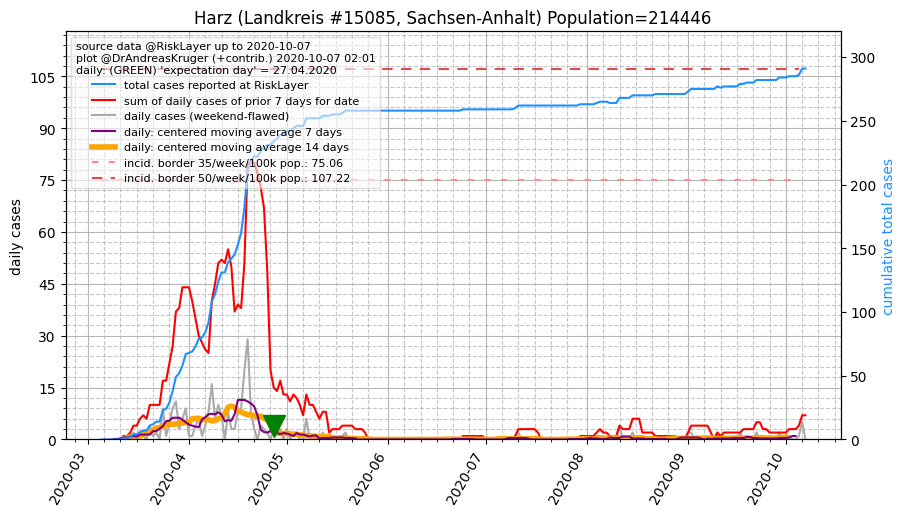 Harz (Landkreis #15085, Sachsen-Anhalt) Population=214446
source data @RiskLayer up to 2020-10-07
plot @DrAndreasKruger (+contrib.) 2020-10-07 02:01
daily: (GREEN) 'expectation day' = 27.04.2020
total cases reported at RiskLayer
sum of daily cases of prior 7 days for date
daily cases (weekend-flawed)
daily: centered moving average 7 days
daily: centered moving average 14 days
incid. border 35/week/100k pop.: 75.06
incid. border 50/week/100k pop.: 107.22
daily cases
105
90
75
60
45
30
15
0
300
250
200
150
100
50
0
cumulative total cases
2020-03
2020-04
2020-05
2020-06
2020-07
2020-08
2020-09
2020-10